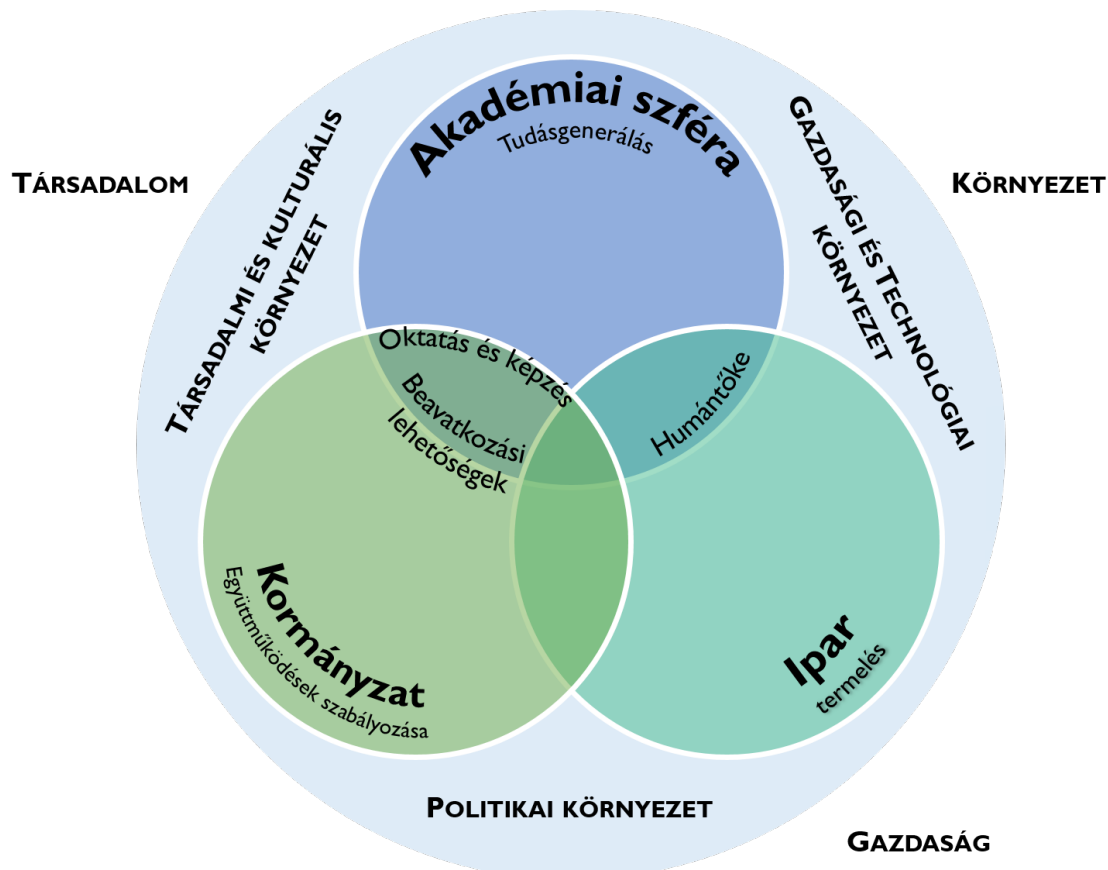 Akadémiai szféra
Tudásgenerálás
TÁRSADALOM
KÖRNYEZET
TÁRSADALMI ÉS KULTURÁLIS
KÖRNYEZET
GAZDASÁGI ÉS TECHNOLÓGIAI
KÖRNYEZET
Oktatás és képzés
Beavatkozási
lehetőségek
Humántőke
Kormányzat
Együttműködések szabályozása
Ipar
termelés
POLITIKAI KÖRNYEZET
GAZDASÁG